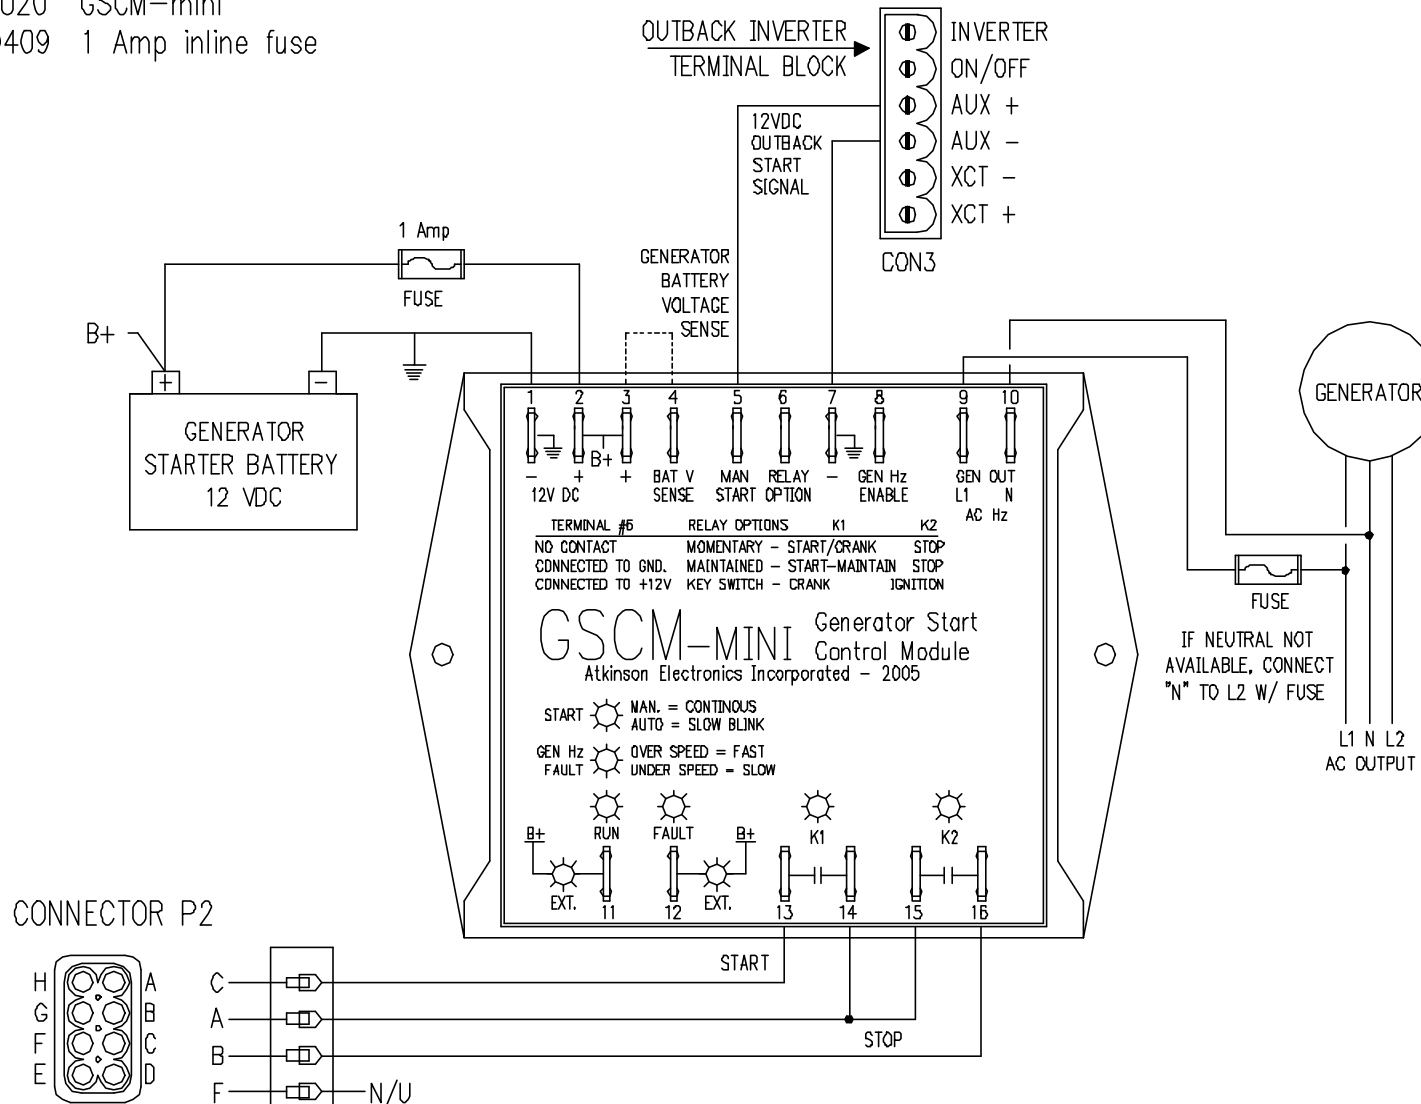 GSCM-mini
409 1 Amp inline fuse
OUTBACK INVERTER
TERMINAL BLOCK
INVERTER
ON/OFF
AUX +
AUX -
XCT -
XCT +
CON3
12VDC
OUTBACK
START
SIGNAL
1 Amp
FUSE
GENERATOR
BATTERY
VOLTAGE
SENSE
B+
+ -
GENERATOR
STARTER BATTERY
12 VDC
GENERATOR
1 2 3 4 5 6 7 8 9 10
B+
- + + BAT V MAN RELAY - GEN Hz GEN OUT
12V DC SENSE START OPTION ENABLE L1 N
AC Hz
TERMINAL #6 RELAY OPTIONS K1 K2
NO CONTACT MOMENTARY - START/CRANK STOP
CONNECTED TO GND. MAINTAINED - START-MAINTAIN STOP
CONNECTED TO +12V KEY SWITCH - CRANK IGNITION
GSCM-MINI Generator Start
Control Module
Atkinson Electronics Incorporated - 2005
START MAN. = CONTINOUS
AUTO = SLOW BLINK
GEN Hz OVER SPEED = FAST
FAULT UNDER SPEED = SLOW
B+ RUN FAULT B+ K1 K2
EXT. 11 12 EXT. 13 14 15 16
FUSE
IF NEUTRAL NOT
AVAILABLE, CONNECT
"N" TO L2 W/ FUSE
L1 N L2
AC OUTPUT
CONNECTOR P2
H A
G B
F C
E D
C START
A
STOP
B
F N/U